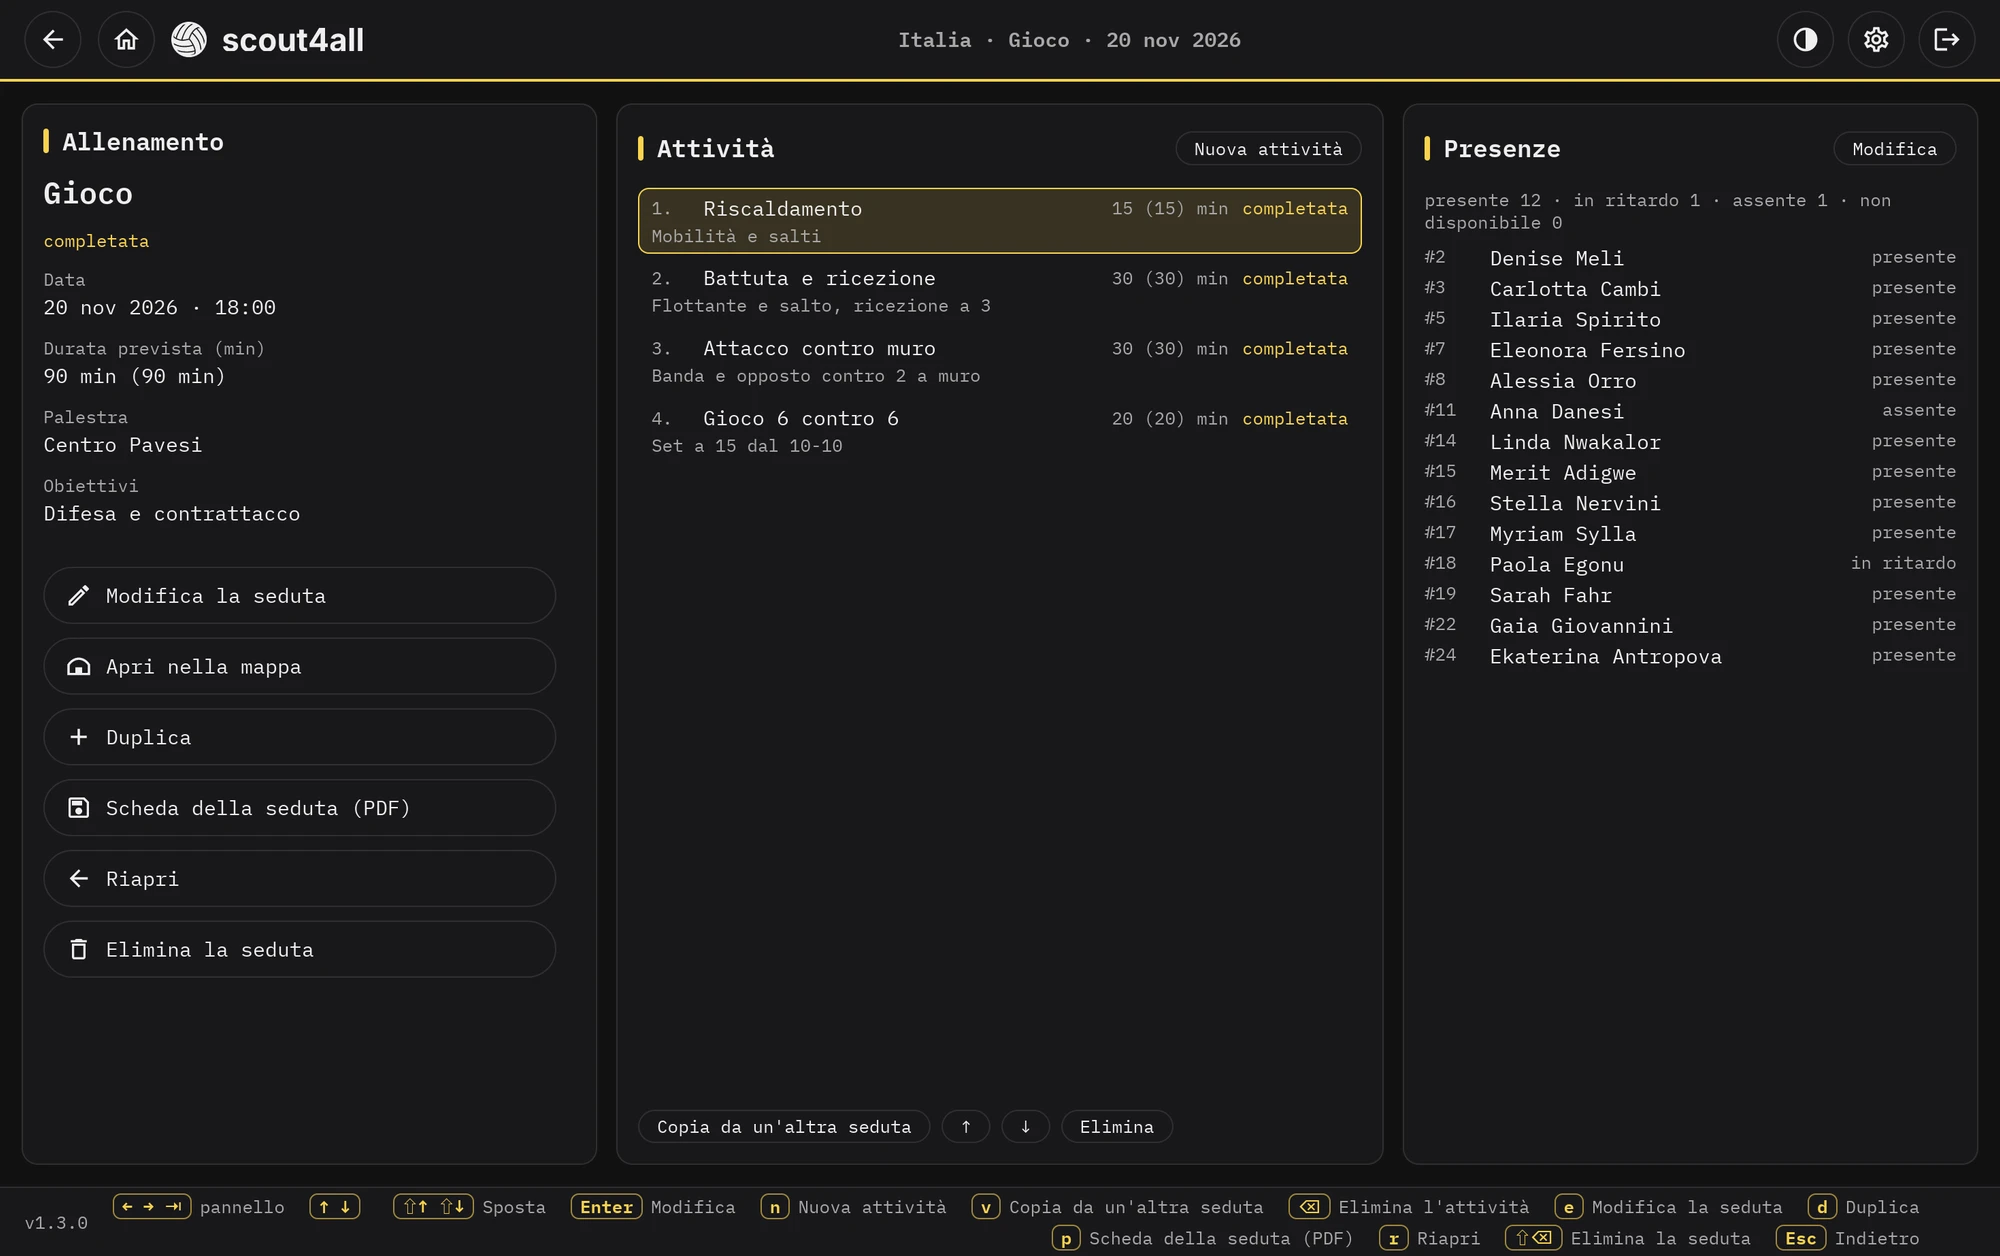 scout4all
Italia · Gioco · 20 nov 2026
Allenamento
Gioco
completata
Data
20 nov 2026 · 18:00
Durata prevista (min)
90 min (90 min)
Palestra
Centro Pavesi
Obiettivi
Difesa e contrattacco
Modifica la seduta
Apri nella mappa
Duplica
Scheda della seduta (PDF)
Riapri
Elimina la seduta
Attività
Nuova attività
1. Riscaldamento 15 (15) min completata
Mobilità e salti
2. Battuta e ricezione 30 (30) min completata
Flottante e salto, ricezione a 3
3. Attacco contro muro 30 (30) min completata
Banda e opposto contro 2 a muro
4. Gioco 6 contro 6 20 (20) min completata
Set a 15 dal 10-10
Copia da un'altra seduta ↑ ↓ Elimina
Presenze
Modifica
presente 12 · in ritardo 1 · assente 1 · non
disponibile 0
#2 Denise Meli presente
#3 Carlotta Cambi presente
#5 Ilaria Spirito presente
#7 Eleonora Fersino presente
#8 Alessia Orro presente
#11 Anna Danesi assente
#14 Linda Nwakalor presente
#15 Merit Adigwe presente
#16 Stella Nervini presente
#17 Myriam Sylla presente
#18 Paola Egonu in ritardo
#19 Sarah Fahr presente
#22 Gaia Giovannini presente
#24 Ekaterina Antropova presente
v1.3.0
← → ⇥ pannello ↑ ↓ ⇧↑ ⇧↓ Sposta Enter Modifica n Nuova attività v Copia da un'altra seduta ⌫ Elimina l'attività e Modifica la seduta d Duplica
p Scheda della seduta (PDF) r Riapri ⇧⌫ Elimina la seduta Esc Indietro